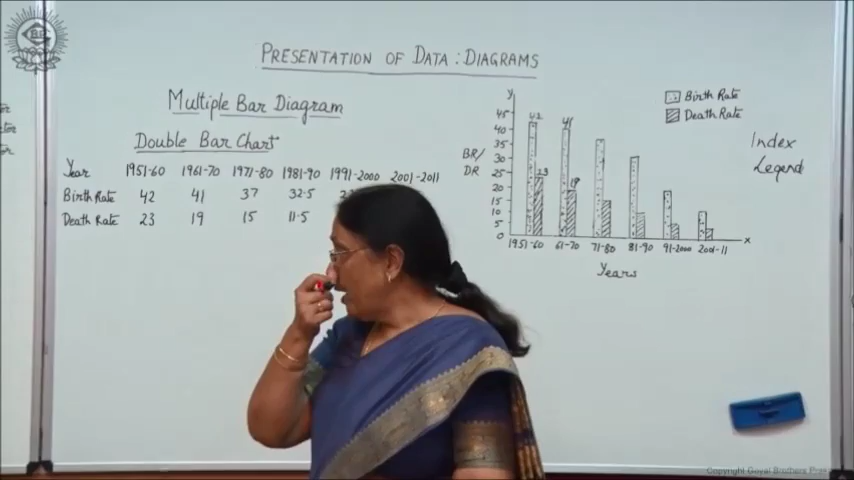 PRESENTATION OF DATA : DIAGRAMS
Multiple Bar Diagram
Double Bar Chart
Year 1951-60 1961-70 1971-80 1981-90 1991-2000 2001-2011
Birth Rate 42 41 37 32.5
Death Rate 23 19 15 11.5
y
Birth Rate
Death Rate
Index
Legend
BR/
DR
45
40
35
30
25
20
15
10
5
0
42
41
1951-60 61-70 71-80 81-90 91-2000 2001-11 x
Years
Copyright Goyal Brothers Prakashan